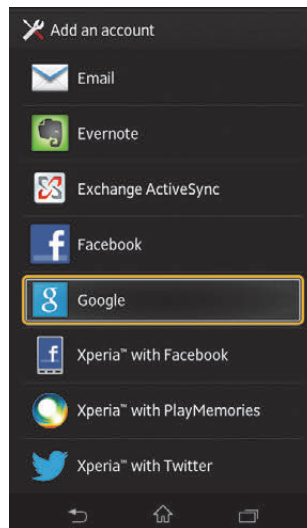 Add an account
Email
Evernote
Exchange ActiveSync
Facebook
Google
Xperia™ with Facebook
Xperia™ with PlayMemories
Xperia™ with Twitter